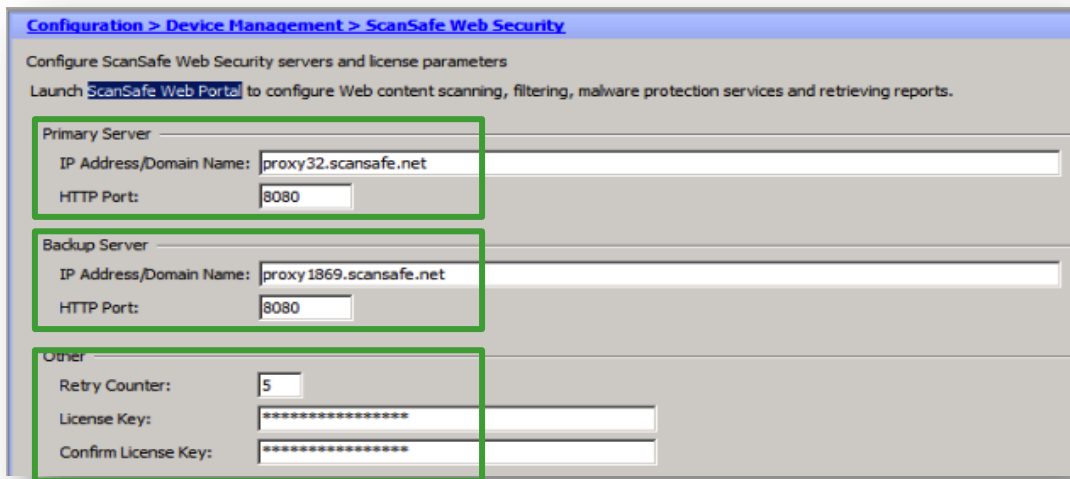 Configuration > Device Management > ScanSafe Web Security
Configure ScanSafe Web Security servers and license parameters
Launch ScanSafe Web Portal to configure Web content scanning, filtering, malware protection services and retrieving reports.
Primary Server
IP Address/Domain Name: proxy32.scansafe.net
HTTP Port: 8080
Backup Server
IP Address/Domain Name: proxy1869.scansafe.net
HTTP Port: 8080
Other
Retry Counter: 5
License Key: ****************
Confirm License Key: ****************